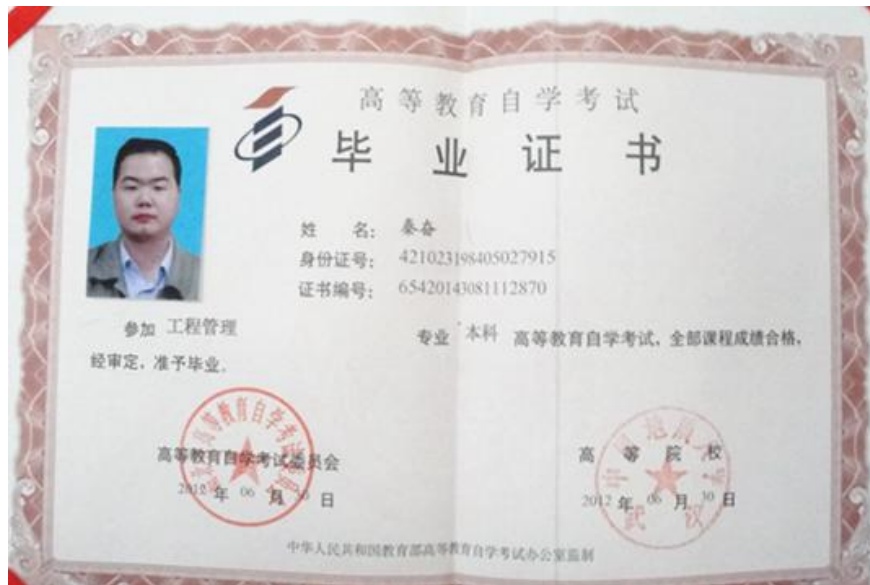 高等教育自学考试
毕业证书
姓 名: 秦奋
身份证号: 421023198405027915
证书编号: 65420143081112870
参加 工程管理 专业 本科 高等教育自学考试,全部课程成绩合格,
经审定,准予毕业。
高等教育自学考试委员会
2012 年 06 月 30 日
高等院校
2012 年 06 月 30 日
中华人民共和国教育部高等教育自学考试办公室监制